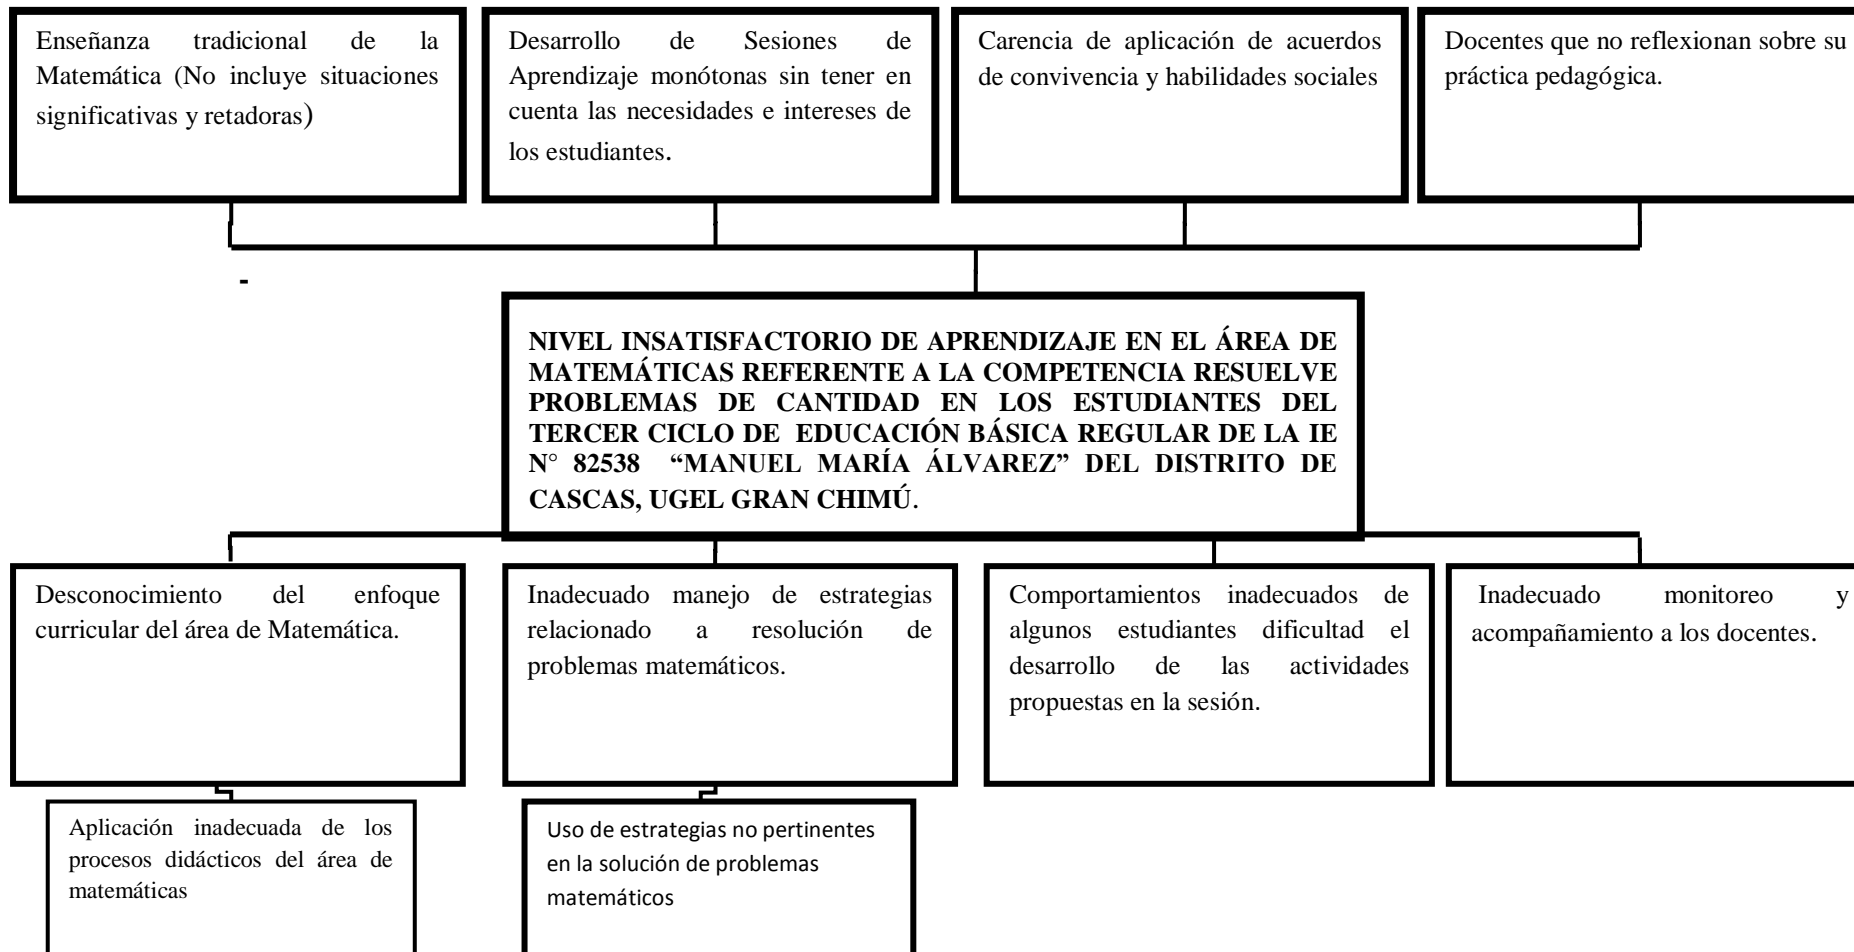 Enseñanza tradicional de la
Matemática (No incluye situaciones
significativas y retadoras)
Desarrollo de Sesiones de
Aprendizaje monótonas sin tener en
cuenta las necesidades e intereses de
los estudiantes.
Carencia de aplicación de acuerdos
de convivencia y habilidades sociales
Docentes que no reflexionan sobre su
práctica pedagógica.
-
NIVEL INSATISFACTORIO DE APRENDIZAJE EN EL ÁREA DE
MATEMÁTICAS REFERENTE A LA COMPETENCIA RESUELVE
PROBLEMAS DE CANTIDAD EN LOS ESTUDIANTES DEL
TERCER CICLO DE EDUCACIÓN BÁSICA REGULAR DE LA IE
N° 82538 “MANUEL MARÍA ÁLVAREZ” DEL DISTRITO DE
CASCAS, UGEL GRAN CHIMÚ.
Desconocimiento del enfoque
curricular del área de Matemática.
Inadecuado manejo de estrategias
relacionado a resolución de
problemas matemáticos.
Comportamientos inadecuados de
algunos estudiantes dificultad el
desarrollo de las actividades
propuestas en la sesión.
Inadecuado monitoreo y
acompañamiento a los docentes.
Aplicación inadecuada de los
procesos didácticos del área de
matemáticas
Uso de estrategias no pertinentes
en la solución de problemas
matemáticos